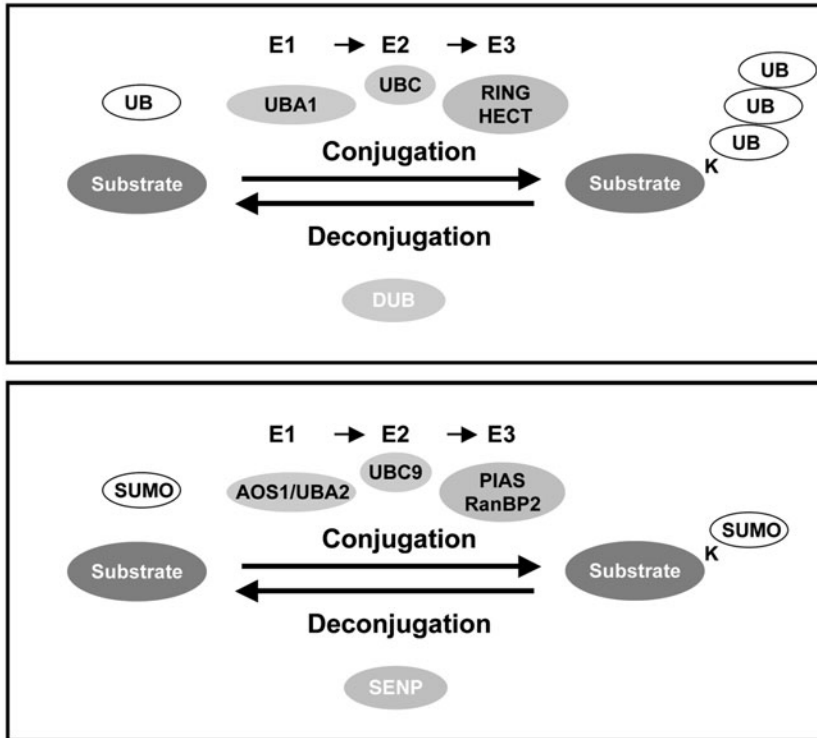 E1 → E2 → E3
UB
UBA1
UBC
RING
HECT
UB
UB
UB
K
Conjugation
Substrate
Substrate
Deconjugation
DUB
E1 → E2 → E3
SUMO
AOS1/UBA2
UBC9
PIAS
RanBP2
SUMO
K
Conjugation
Substrate
Substrate
Deconjugation
SENP